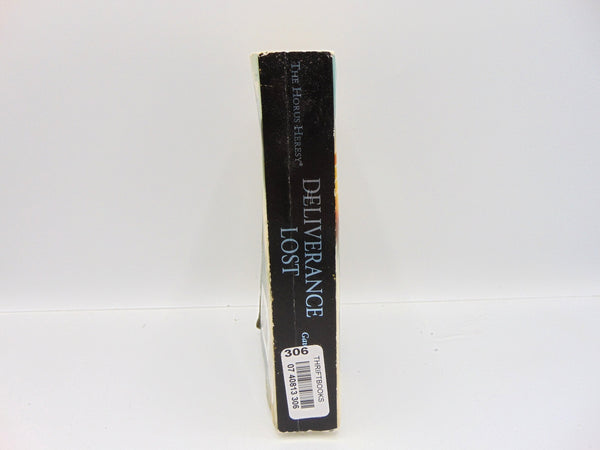 THE HORUS HERESY®
DELIVERANCE
LOST
306
THRIFTBOOKS
07 40813 306